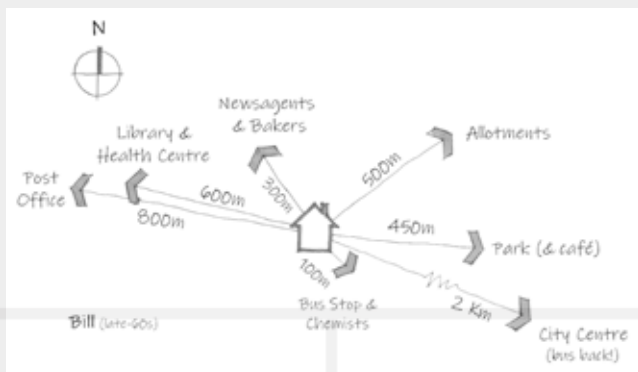 N
Newsagents
& Bakers
Library &
Health Centre
Allotments
Post
Office
600m
800m
300m
500m
450m
Park (& café)
100m
Bus Stop &
Chemists
2 Km
City Centre
(bus back!)
Bill (late-60s)